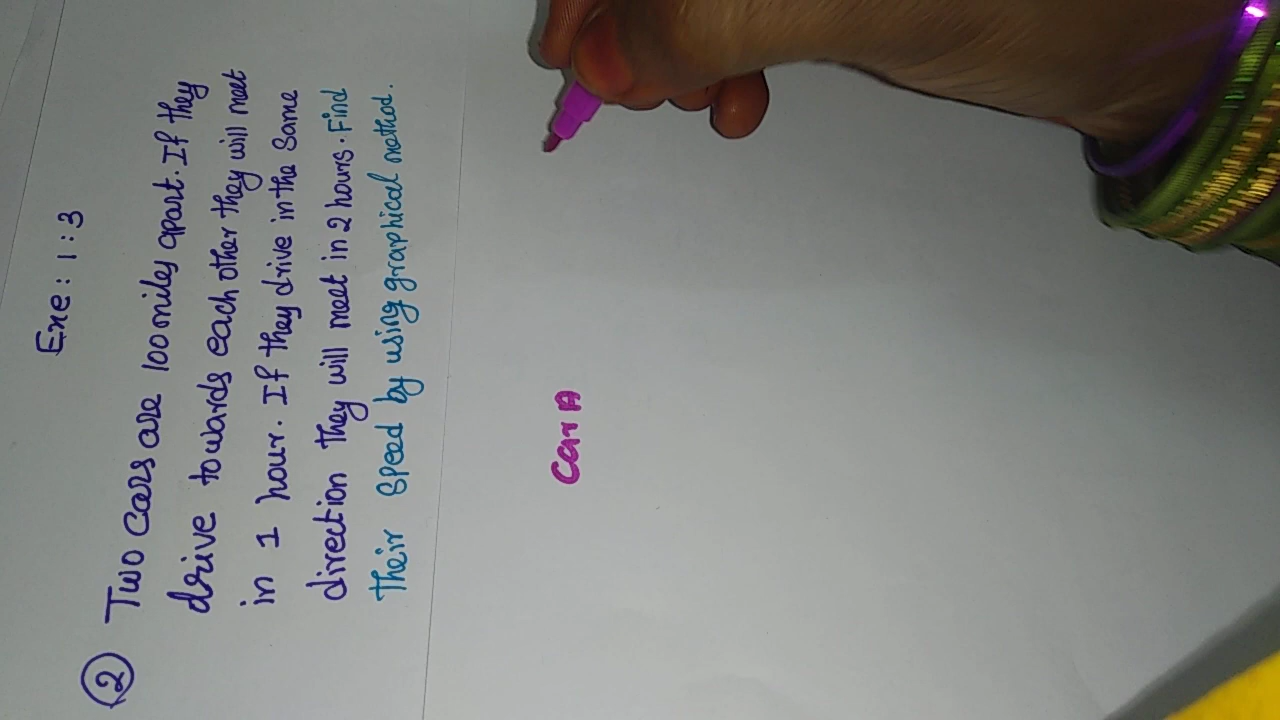 Exe: 1:3
2 Two Cars are 100 miles apart. If they
drive towards each other they will meet
in 1 hour. If they drive in the Same
direction they will meet in 2 hours. Find
their Speed by using graphical method.
Car A